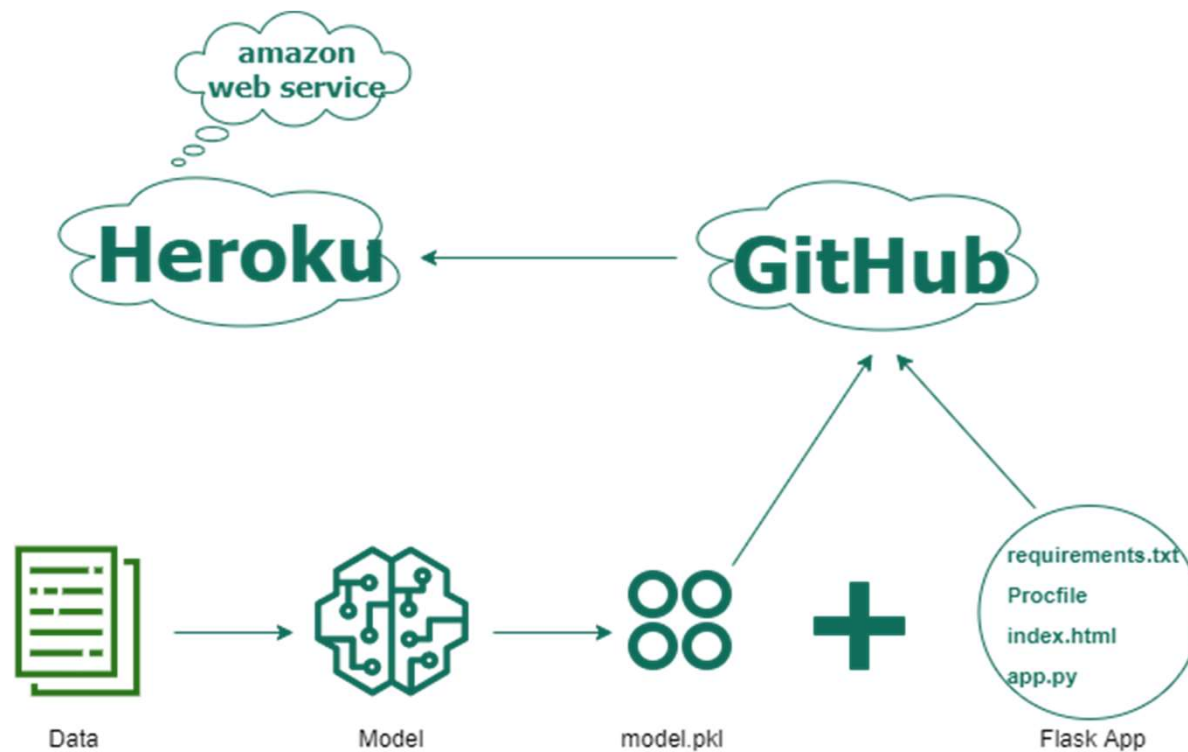 amazon
web service
Heroku
GitHub
requirements.txt
Procfile
index.html
app.py
Data
Model
model.pkl
Flask App